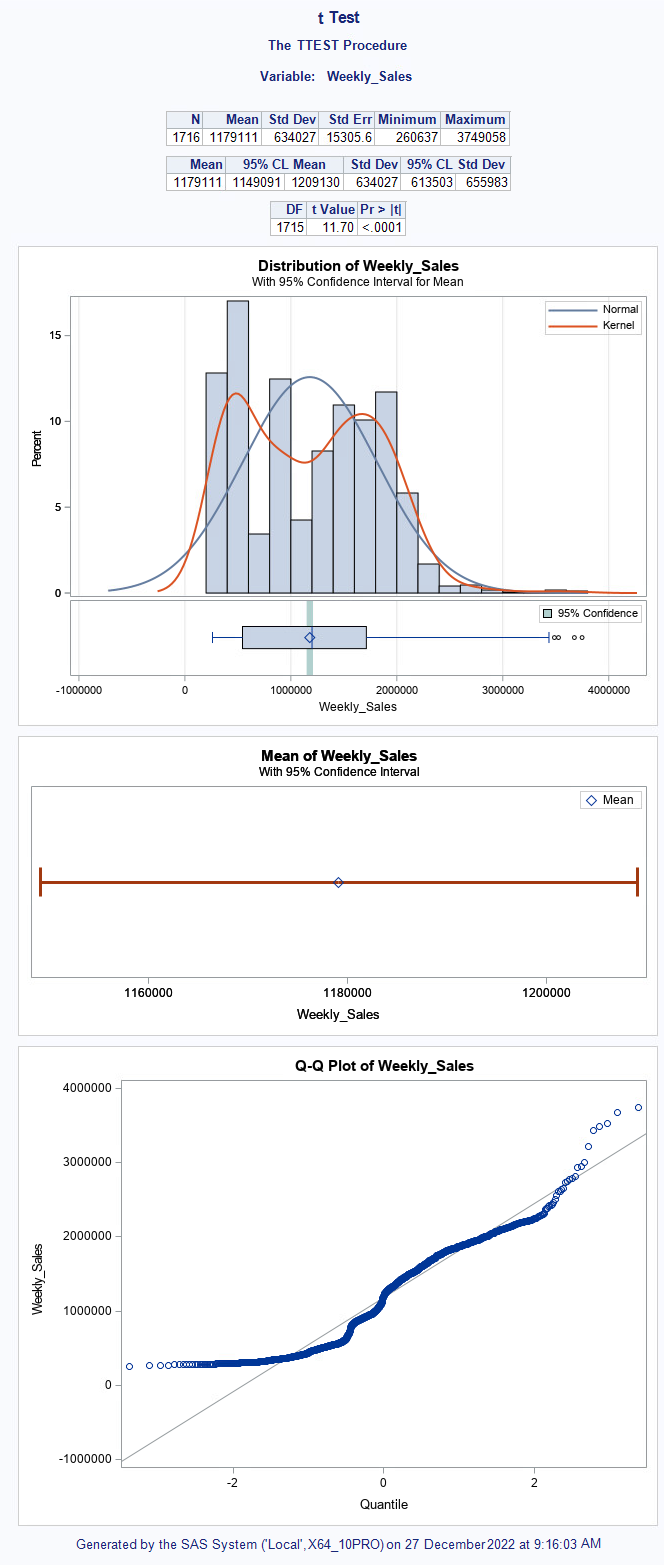 t Test
The TTEST Procedure
Variable: Weekly_Sales
N Mean Std Dev Std Err Minimum Maximum
1716 1179111 634027 15305.6 260637 3749058
Mean 95% CL Mean Std Dev 95% CL Std Dev
1179111 1149091 1209130 634027 613503 655983
DF t Value Pr > |t|
1715 11.70 <.0001
Distribution of Weekly_Sales
With 95% Confidence Interval for Mean
Normal
Kernel
15
10
5
0
Percent
95% Confidence
-1000000 0 1000000 2000000 3000000 4000000
Weekly_Sales
Mean of Weekly_Sales
With 95% Confidence Interval
Mean
1160000 1180000 1200000
Weekly_Sales
Q-Q Plot of Weekly_Sales
4000000
3000000
2000000
1000000
0
-1000000
Weekly_Sales
-2 0 2
Quantile
Generated by the SAS System ('Local', X64_10PRO) on 27 December 2022 at 9:16:03 AM